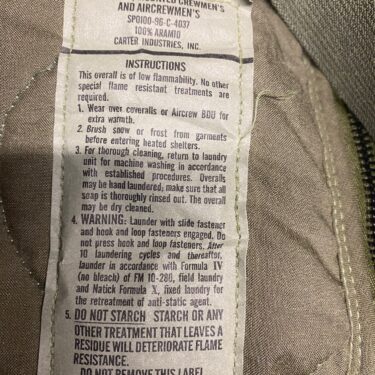 CREWMEN'S
AND AIRCREWMEN'S
SPO100-96-C-4037
100% ARAMID
CARTER INDUSTRIES, INC.
INSTRUCTIONS
This overall is of low flammability. No other
special flame resistant treatments are
required.
1. Wear over coveralls or Aircrew BDU for
extra warmth.
2. Brush snow or frost from garments
before entering heated shelters.
3. For thorough cleaning, return to laundry
unit for machine washing in accordance
with established procedures. Overalls
may be hand laundered; make sure that all
soap is thoroughly rinsed out. The overall
may be dry cleaned.
4. WARNING: Launder with slide fastener
and hook and loop fasteners engaged. Do
not press hook and loop fasteners. After
10 laundering cycles and thereafter,
launder in accordance with Formula IV
(no bleach) of FM 10-280, field laundry
and Natick Formula X, fixed laundry for
the retreatment of anti-static agent.
5. DO NOT STARCH STARCH OR ANY
OTHER TREATMENT THAT LEAVES A
RESIDUE WILL DETERIORATE FLAME
RESISTANCE.
DO NOT REMOVE THIS LABEL